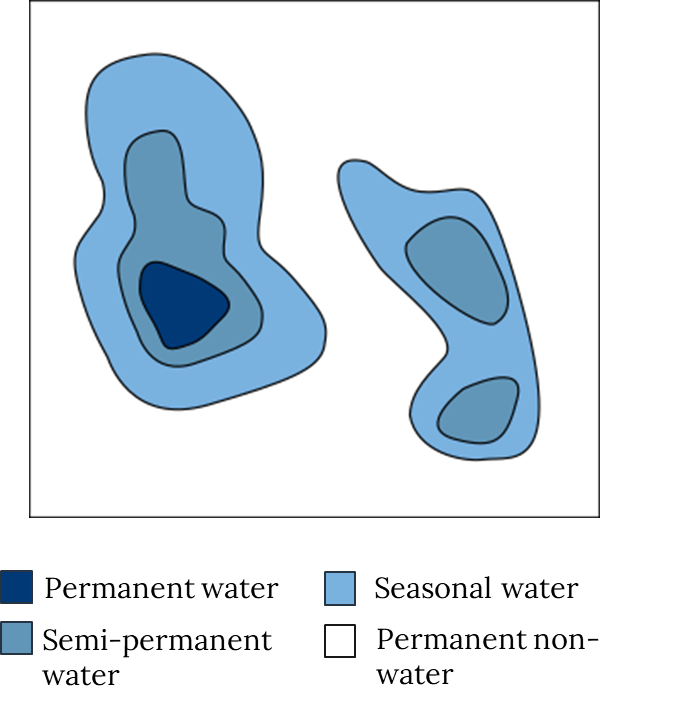 Permanent water
Seasonal water
Semi-permanent
water
Permanent non-
water